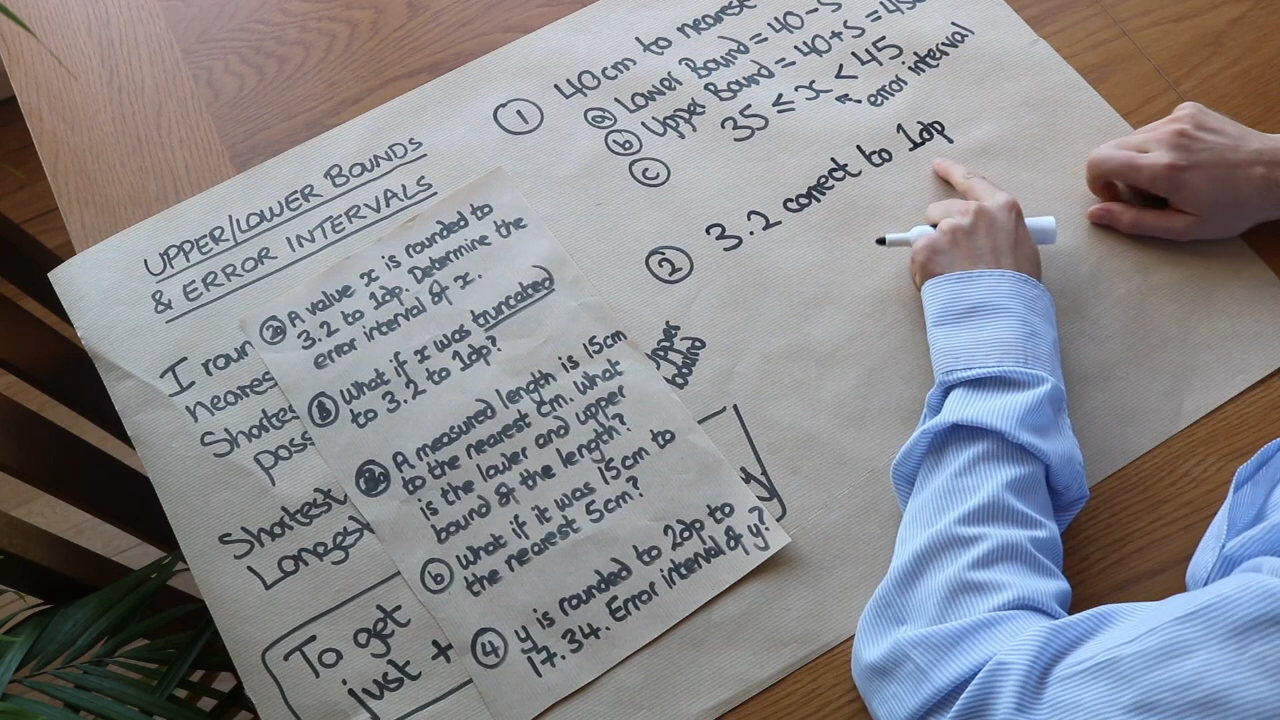 UPPER/LOWER BOUNDS
& ERROR INTERVALS
I roun
nearest
Shortes
poss
Shortest
Longest
To get
just +
2a A value x is rounded to
3.2 to 1dp. Determine the
error interval of x.
b What if x was truncated
to 3.2 to 1dp?
3a A measured length is 15cm
to the nearest cm. What
is the lower and upper
bound of the length?
b What if it was 15cm to
the nearest 5cm?
4 y is rounded to 2dp to
17.34. Error interval of y?
upper
bound
y.
1 40cm to nearest
a Lower Bound = 40 - 5
b Upper Bound = 40+5 = 45
c 35 ≤ x < 45
error interval
2 3.2 correct to 1dp